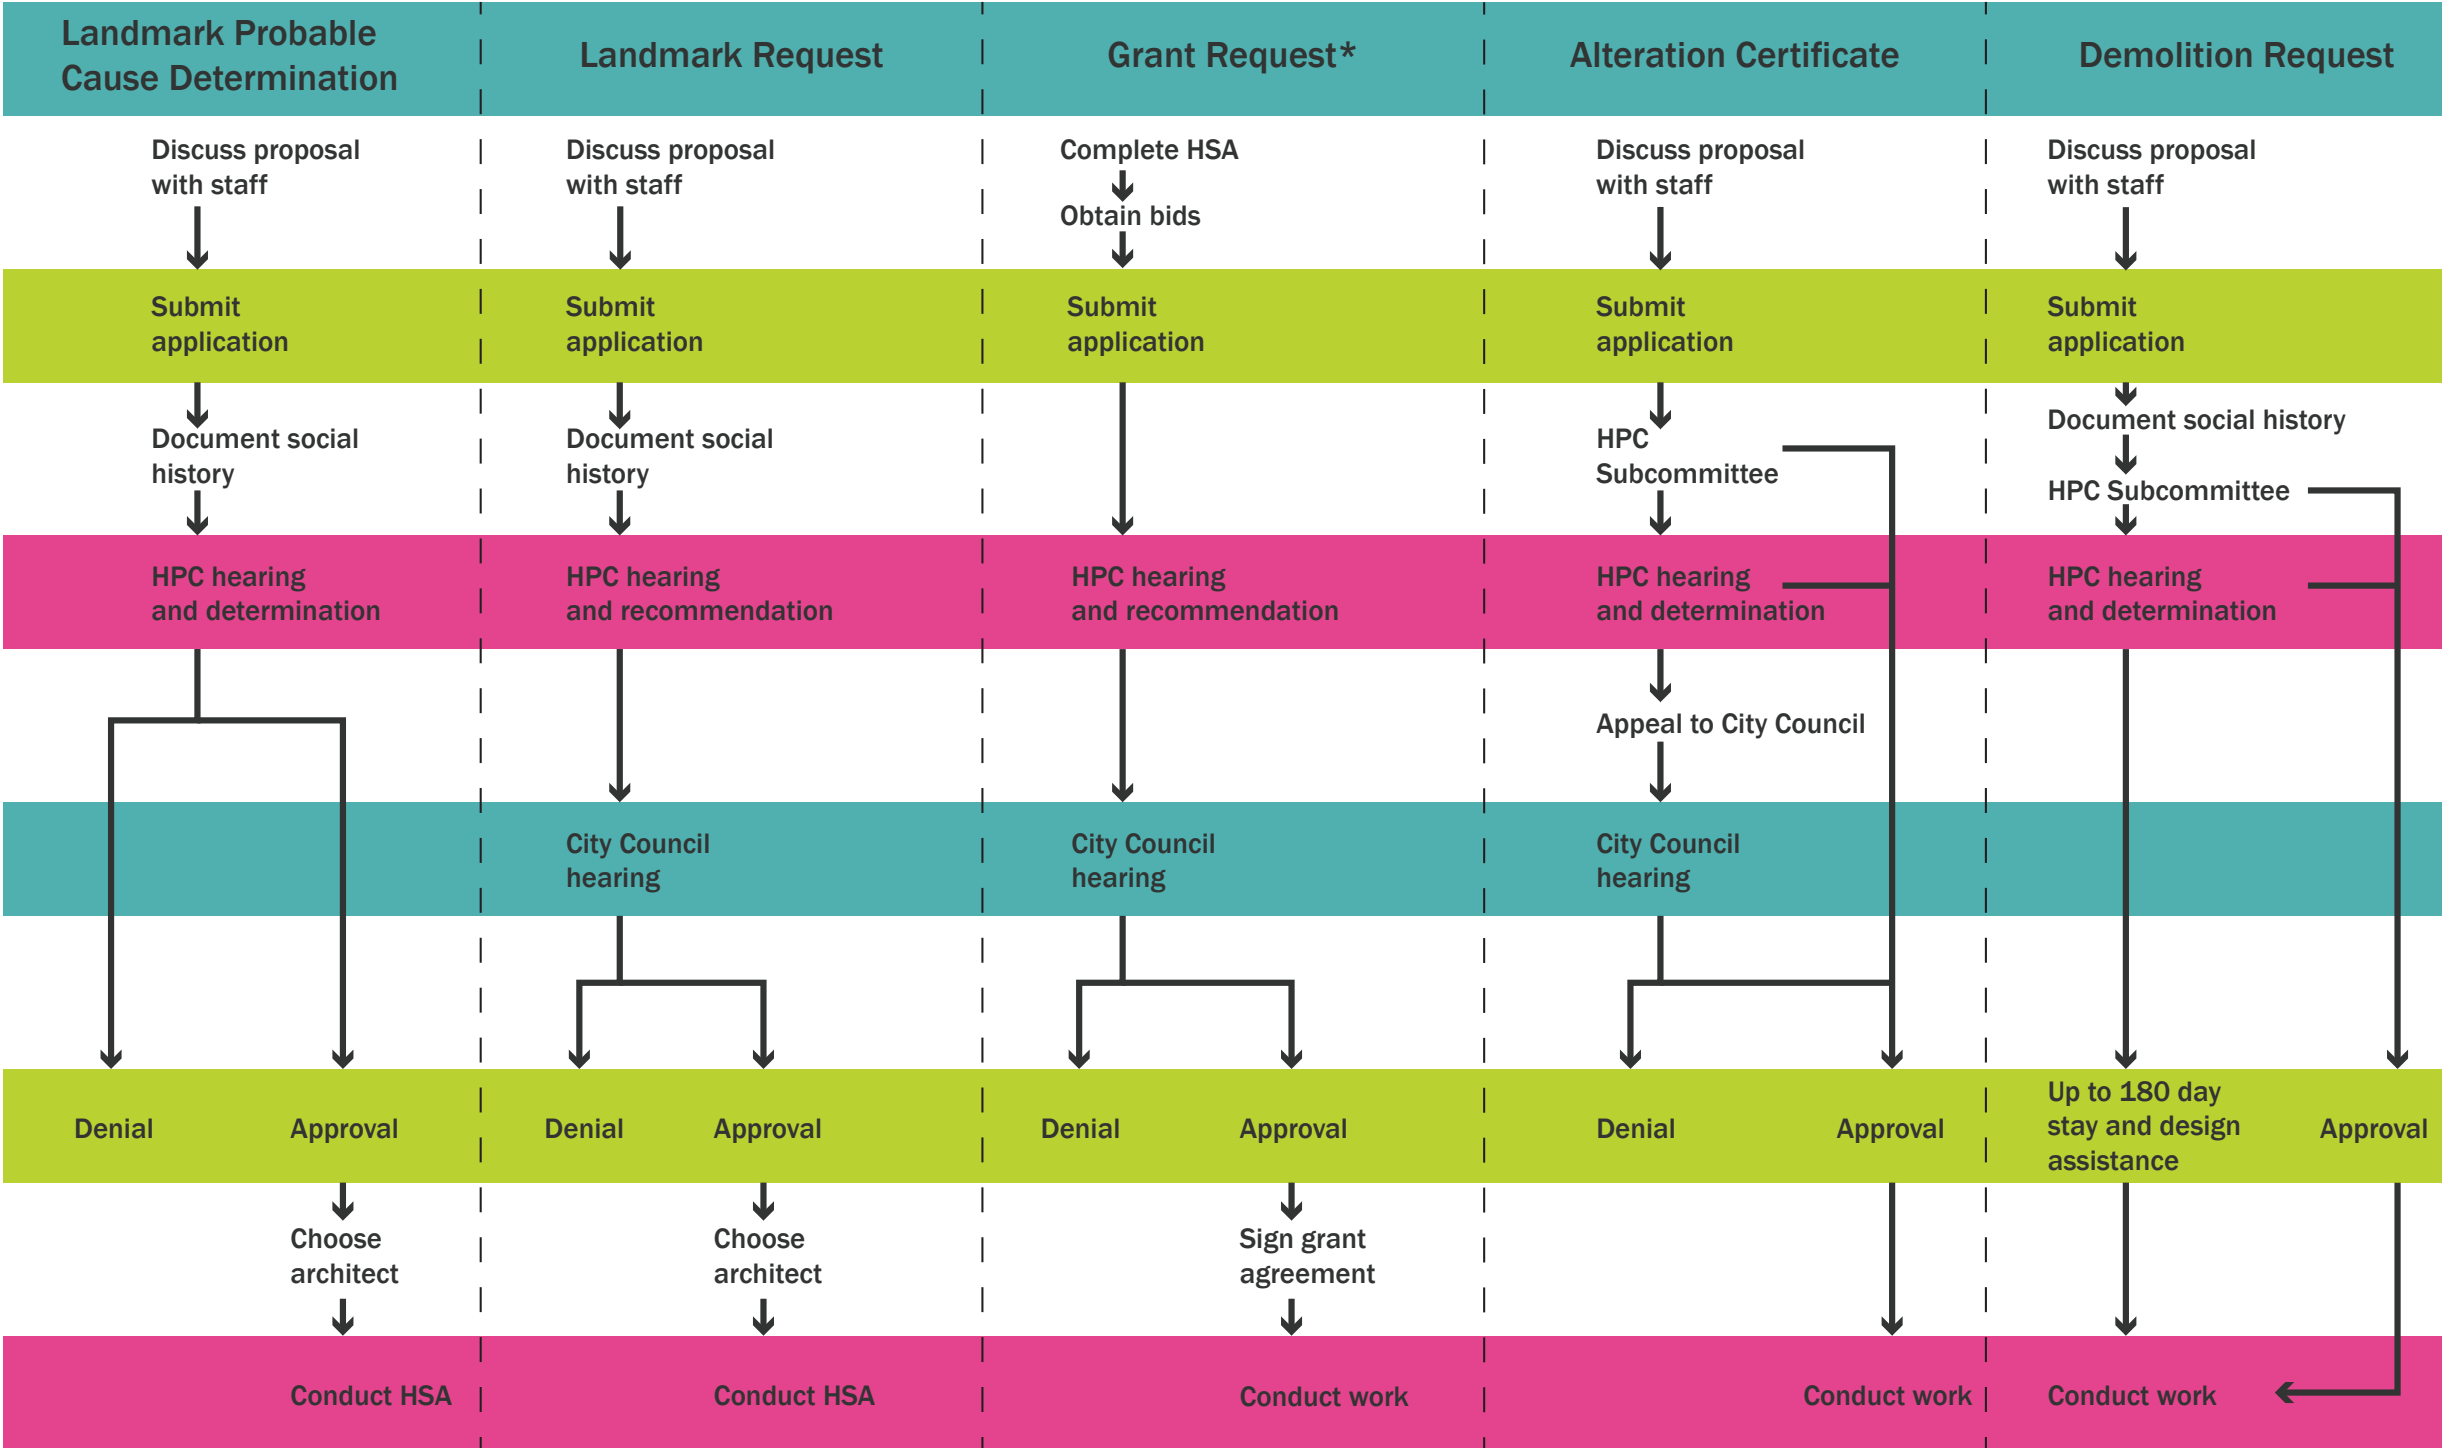 Landmark Probable
Cause Determination
Landmark Request
Grant Request*
Alteration Certificate
Demolition Request
Discuss proposal
with staff
Discuss proposal
with staff
Complete HSA
Obtain bids
Discuss proposal
with staff
Discuss proposal
with staff
Submit
application
Submit
application
Submit
application
Submit
application
Submit
application
Document social
history
Document social
history
HPC
Subcommittee
Document social history
HPC Subcommittee
HPC hearing
and determination
HPC hearing
and recommendation
HPC hearing
and recommendation
HPC hearing
and determination
HPC hearing
and determination
Appeal to City Council
City Council
hearing
City Council
hearing
City Council
hearing
Denial
Approval
Denial
Approval
Denial
Approval
Denial
Approval
Up to 180 day
stay and design
assistance
Approval
Choose
architect
Choose
architect
Sign grant
agreement
Conduct HSA
Conduct HSA
Conduct work
Conduct work
Conduct work